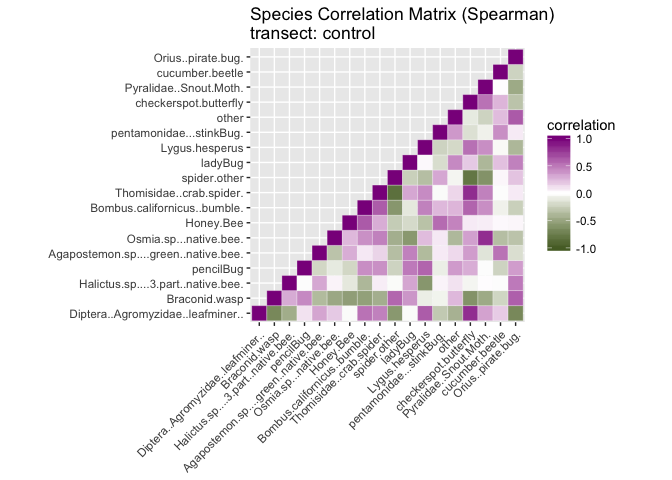 Species Correlation Matrix (Spearman)
transect: control
Orius..pirate.bug.
cucumber.beetle
Pyralidae..Snout.Moth.
checkerspot.butterfly
other
pentamonidae...stinkBug.
Lygus.hesperus
ladyBug
spider.other
Thomisidae..crab.spider.
Bombus.californicus..bumble.
Honey.Bee
Osmia.sp...native.bee.
Agapostemon.sp....green..native.bee.
pencilBug
Halictus.sp....3.part..native.bee.
Braconid.wasp
Diptera..Agromyzidae..leafminer..
Diptera..Agromyzidae..leafminer..
Braconid.wasp
Halictus.sp....3.part..native.bee.
pencilBug
Agapostemon.sp....green..native.bee.
Osmia.sp...native.bee.
Honey.Bee
Bombus.californicus..bumble.
Thomisidae..crab.spider.
spider.other
ladyBug
Lygus.hesperus
pentamonidae...stinkBug.
other
checkerspot.butterfly
Pyralidae..Snout.Moth.
cucumber.beetle
Orius..pirate.bug.
correlation
1.0
0.5
0.0
-0.5
-1.0